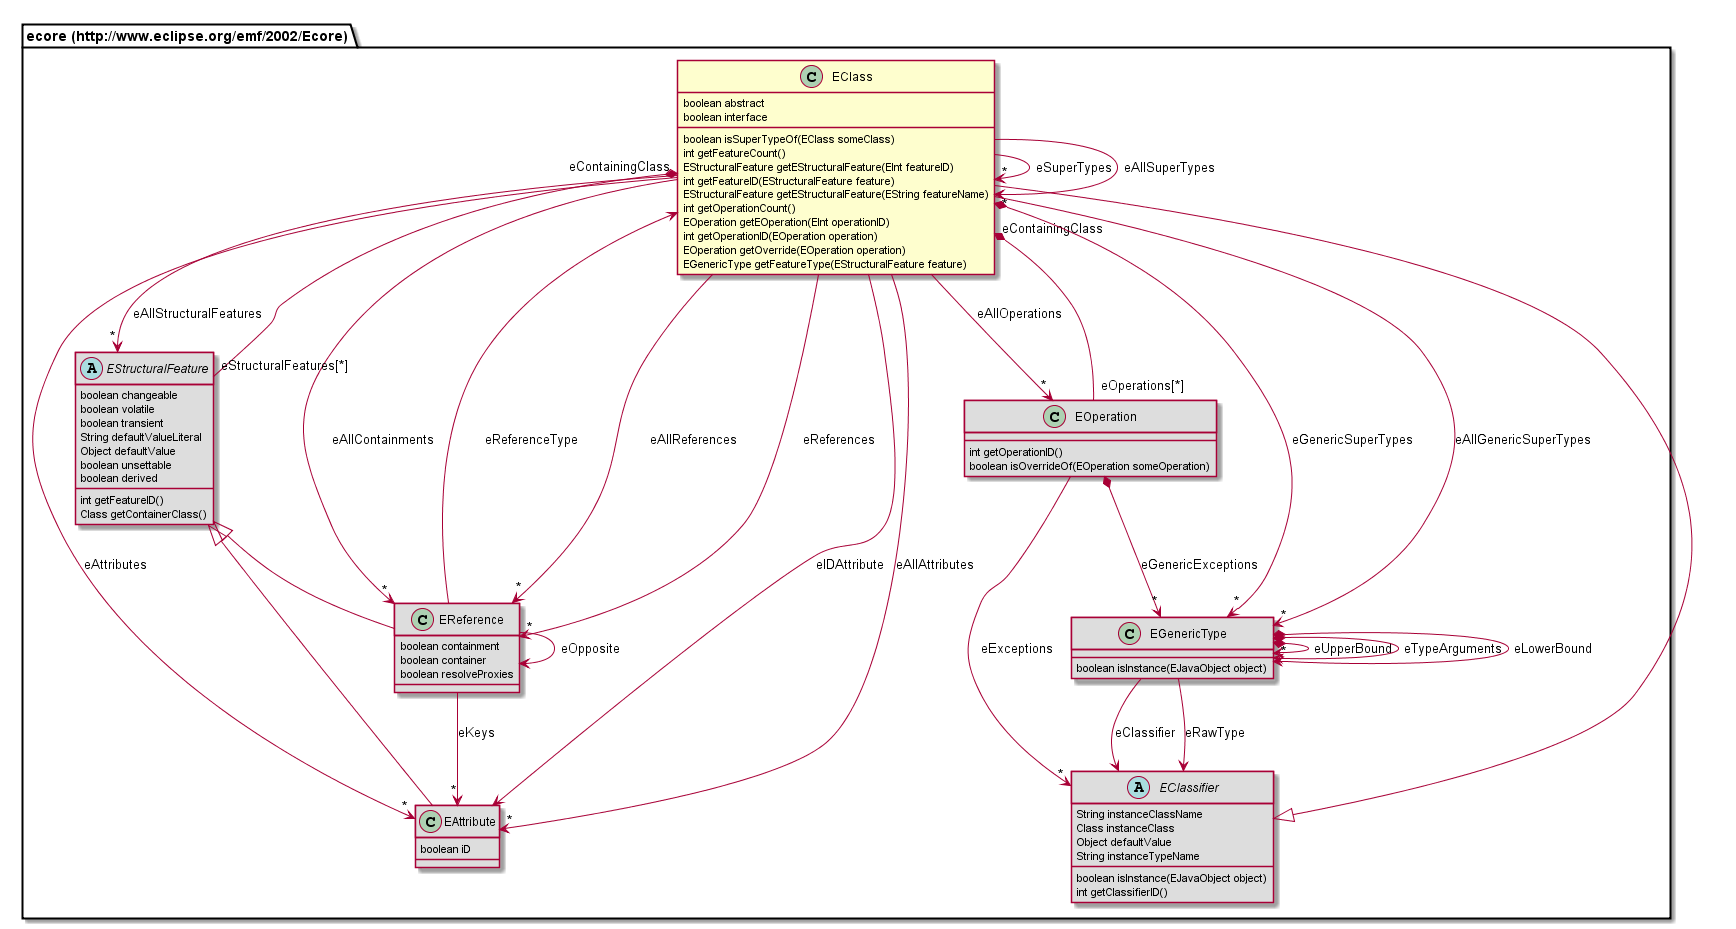 ecore (http://www.eclipse.org/emf/2002/Ecore)
C EClass
boolean abstract
boolean interface
boolean isSuperTypeOf(EClass someClass)
int getFeatureCount()
EStructuralFeature getEStructuralFeature(EInt featureID)
int getFeatureID(EStructuralFeature feature)
EStructuralFeature getEStructuralFeature(EString featureName)
int getOperationCount()
EOperation getEOperation(EInt operationID)
int getOperationID(EOperation operation)
EOperation getOverride(EOperation operation)
EGenericType getFeatureType(EStructuralFeature feature)
eContainingClass
*
eSuperTypes
eAllSuperTypes
*
eContainingClass
eAllStructuralFeatures
*
eAllOperations
*
eStructuralFeatures[*]
eOperations[*]
A EStructuralFeature
boolean changeable
boolean volatile
boolean transient
String defaultValueLiteral
Object defaultValue
boolean unsettable
boolean derived
int getFeatureID()
Class getContainerClass()
C EOperation
int getOperationID()
boolean isOverrideOf(EOperation someOperation)
eAllContainments
*
eReferenceType
eAllReferences
*
eReferences
*
eGenericSuperTypes
*
eAllGenericSuperTypes
*
eAttributes
*
eIDAttribute
eAllAttributes
*
eGenericExceptions
*
C EReference
boolean containment
boolean container
boolean resolveProxies
eOpposite
C EGenericType
boolean isInstance(EJavaObject object)
*
eUpperBound
eTypeArguments
eLowerBound
eExceptions
*
eKeys
*
eClassifier
eRawType
C EAttribute
boolean iD
A EClassifier
String instanceClassName
Class instanceClass
Object defaultValue
String instanceTypeName
boolean isInstance(EJavaObject object)
int getClassifierID()